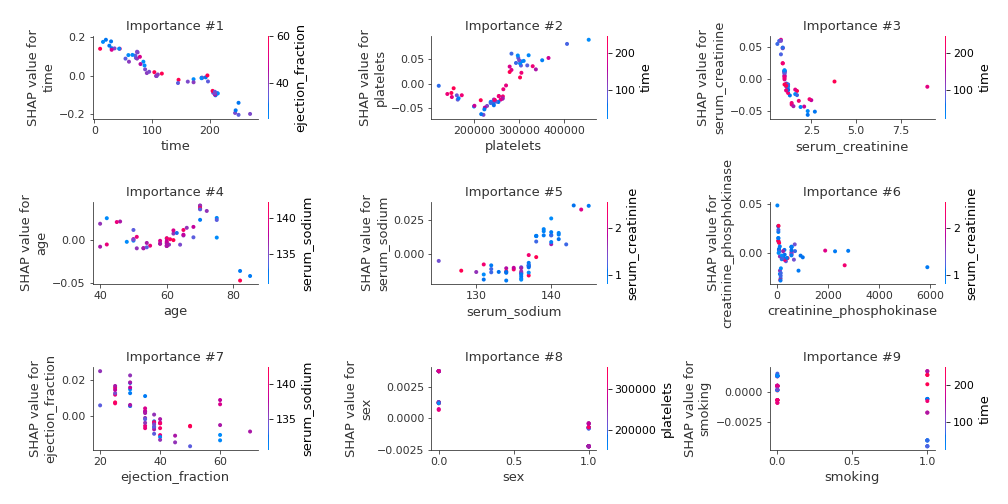 Importance #1
SHAP value for
time
0.2
0.0
−0.2
0
100
200
time
60
40
ejection_fraction
Importance #2
SHAP value for
platelets
0.05
0.00
−0.05
200000
300000
400000
platelets
200
100
time
Importance #3
SHAP value for
serum_creatinine
0.05
0.00
−0.05
2.5
5.0
7.5
serum_creatinine
200
100
time
Importance #4
SHAP value for
age
0.00
−0.05
40
60
80
age
140
135
serum_sodium
Importance #5
SHAP value for
serum_sodium
0.025
0.000
130
140
serum_sodium
2
1
serum_creatinine
Importance #6
SHAP value for
creatinine_phosphokinase
0.05
0.00
0
2000
4000
6000
creatinine_phosphokinase
2
1
serum_creatinine
Importance #7
SHAP value for
ejection_fraction
0.02
0.00
20
40
60
ejection_fraction
140
135
serum_sodium
Importance #8
SHAP value for
sex
0.0025
0.0000
−0.0025
0.0
0.5
1.0
sex
300000
200000
platelets
Importance #9
SHAP value for
smoking
0.0000
−0.0025
0.0
0.5
1.0
smoking
200
100
time